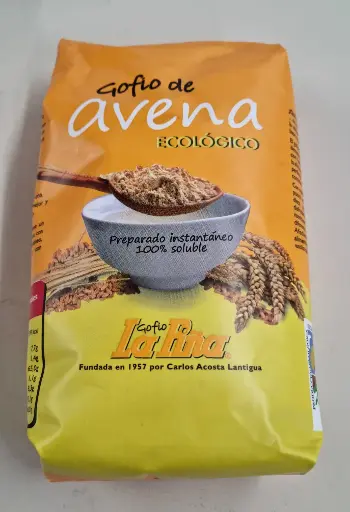 Gofio de
avena
ECOLÓGICO
Preparado instantáneo
100% soluble
Gofio
La Piña
Fundada en 1957 por Carlos Acosta Lantigua